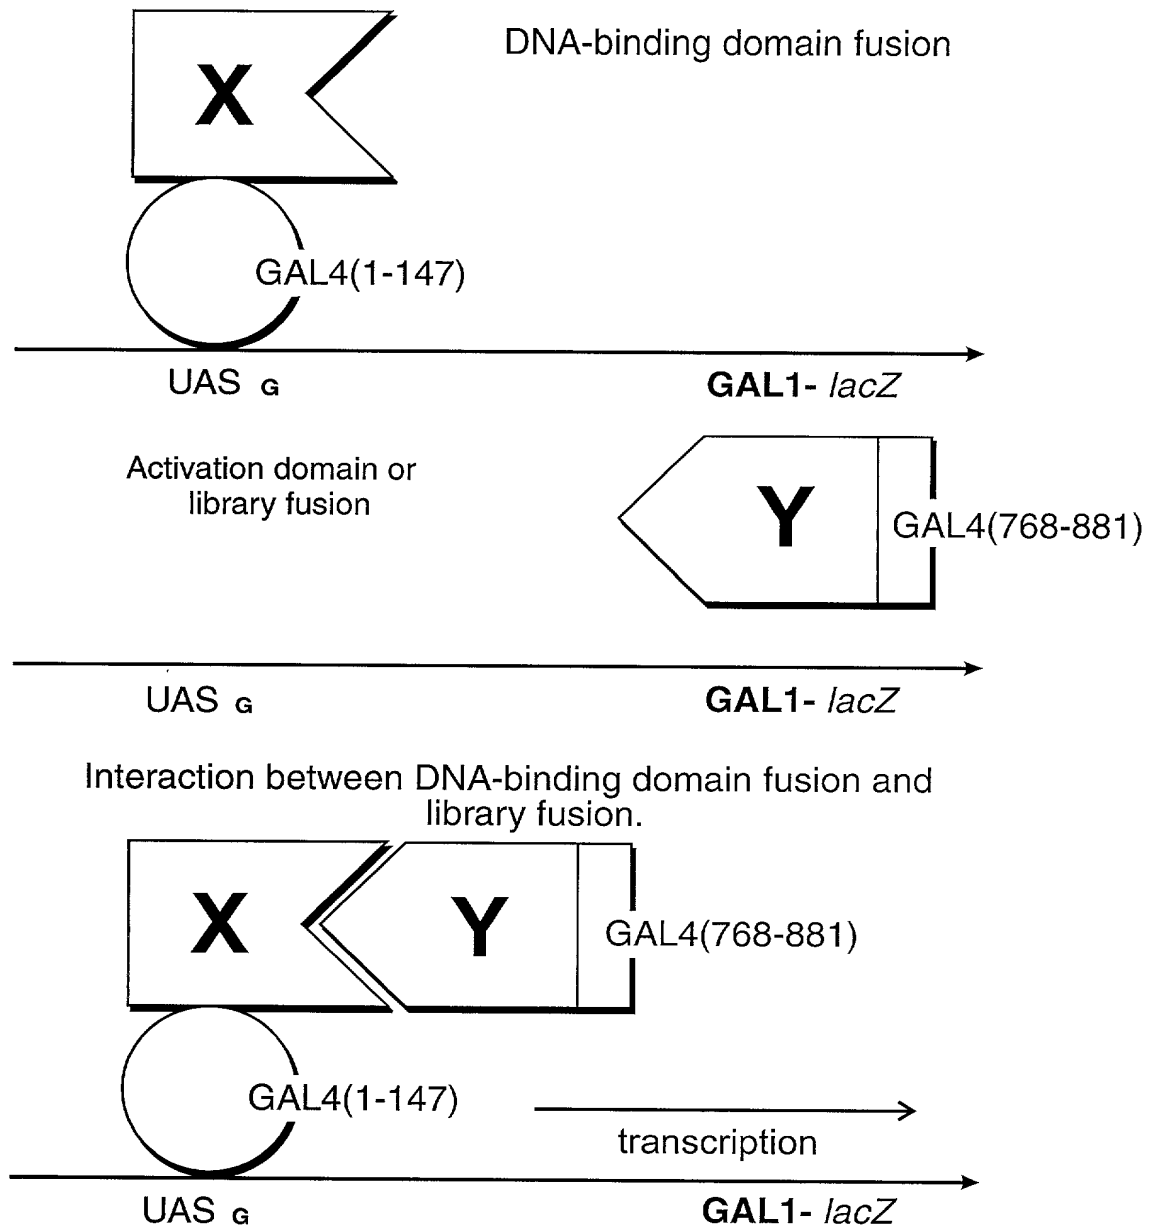 DNA-binding domain fusion
X
GAL4(1-147)
UAS G
GAL1- lacZ
Activation domain or
library fusion
Y
GAL4(768-881)
UAS G
GAL1- lacZ
Interaction between DNA-binding domain fusion and
library fusion.
X
Y
GAL4(768-881)
GAL4(1-147)
transcription
UAS G
GAL1- lacZ